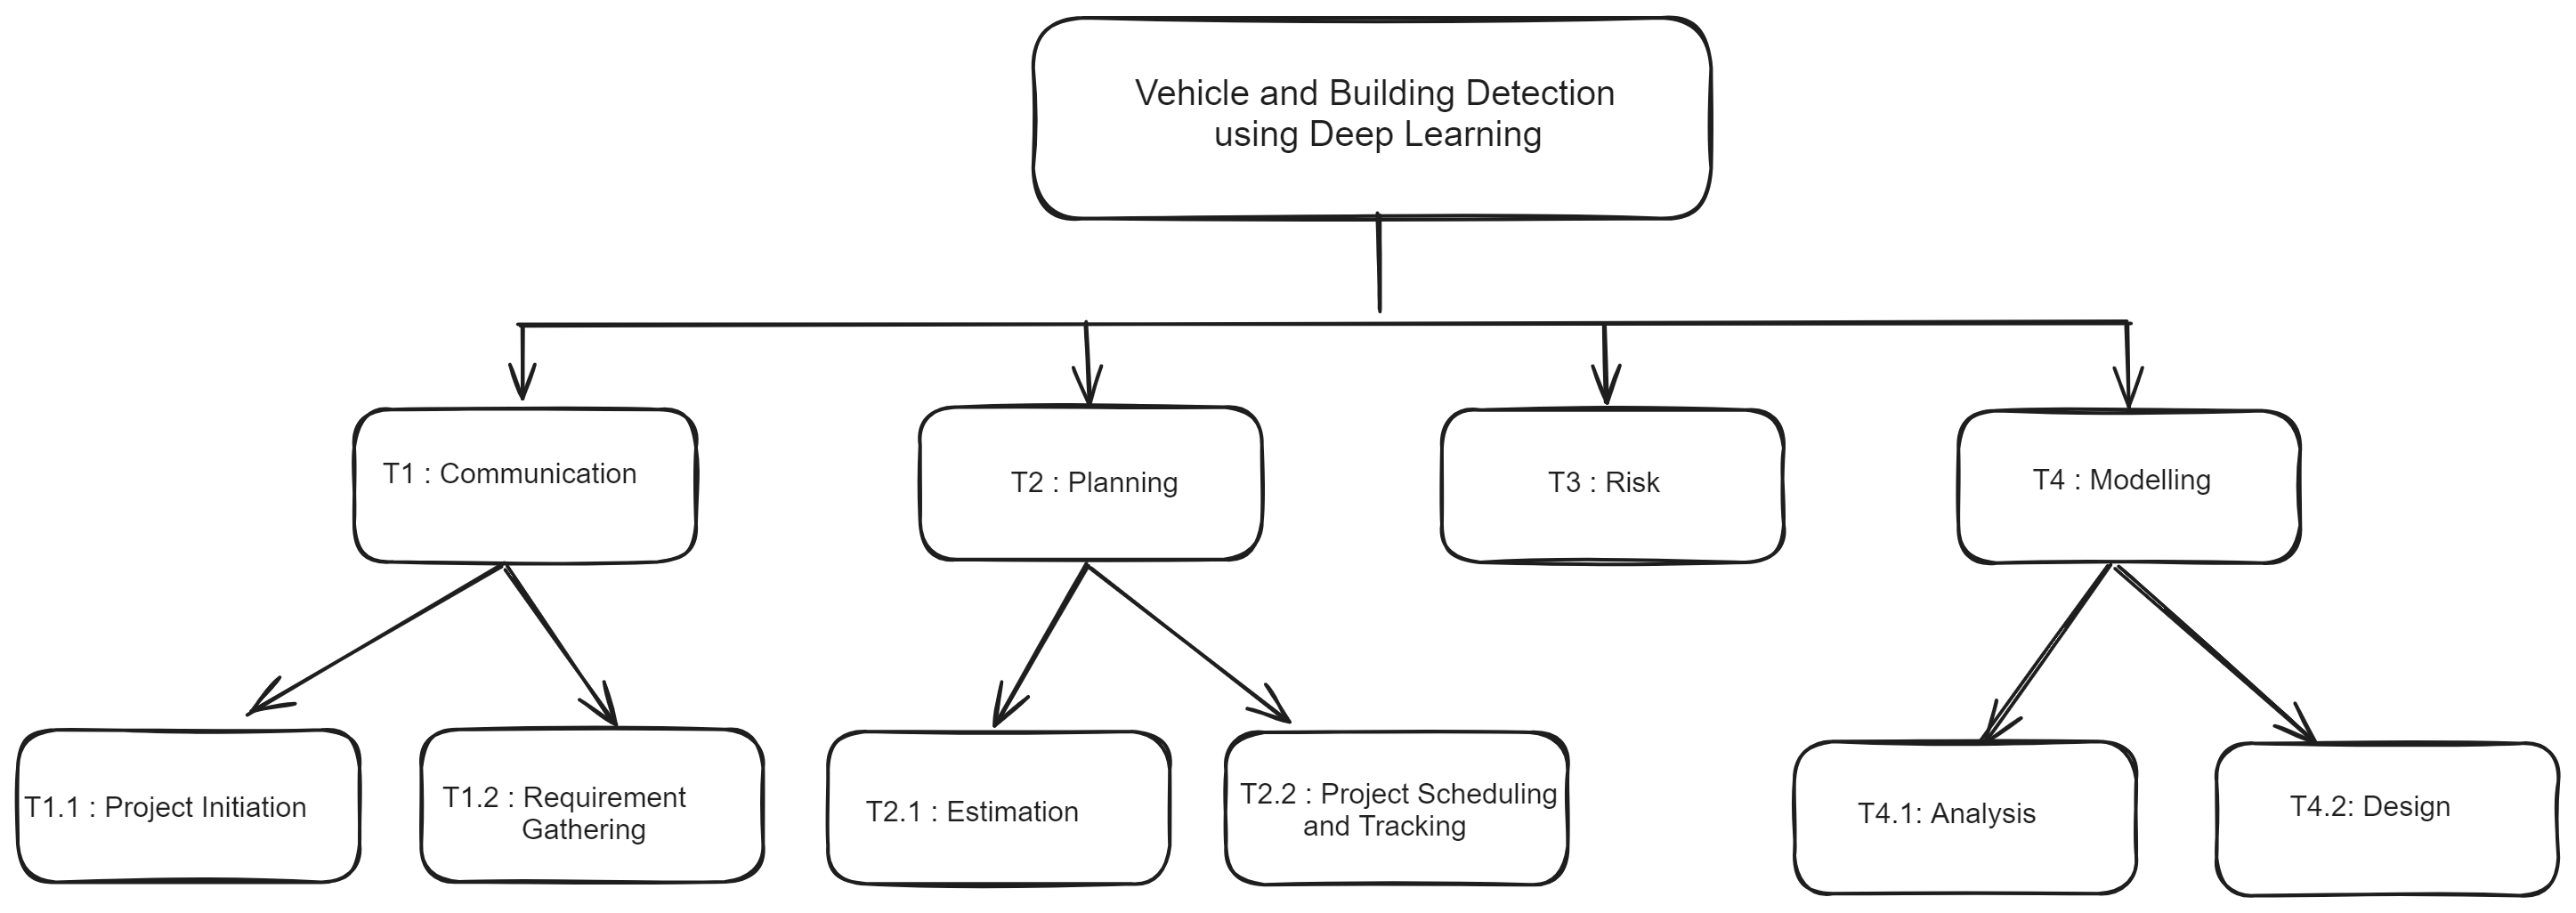 Vehicle and Building Detection
using Deep Learning
T1 : Communication
T2 : Planning
T3 : Risk
T4 : Modelling
T1.1 : Project Initiation
T1.2 : Requirement
Gathering
T2.1 : Estimation
T2.2 : Project Scheduling
and Tracking
T4.1: Analysis
T4.2: Design